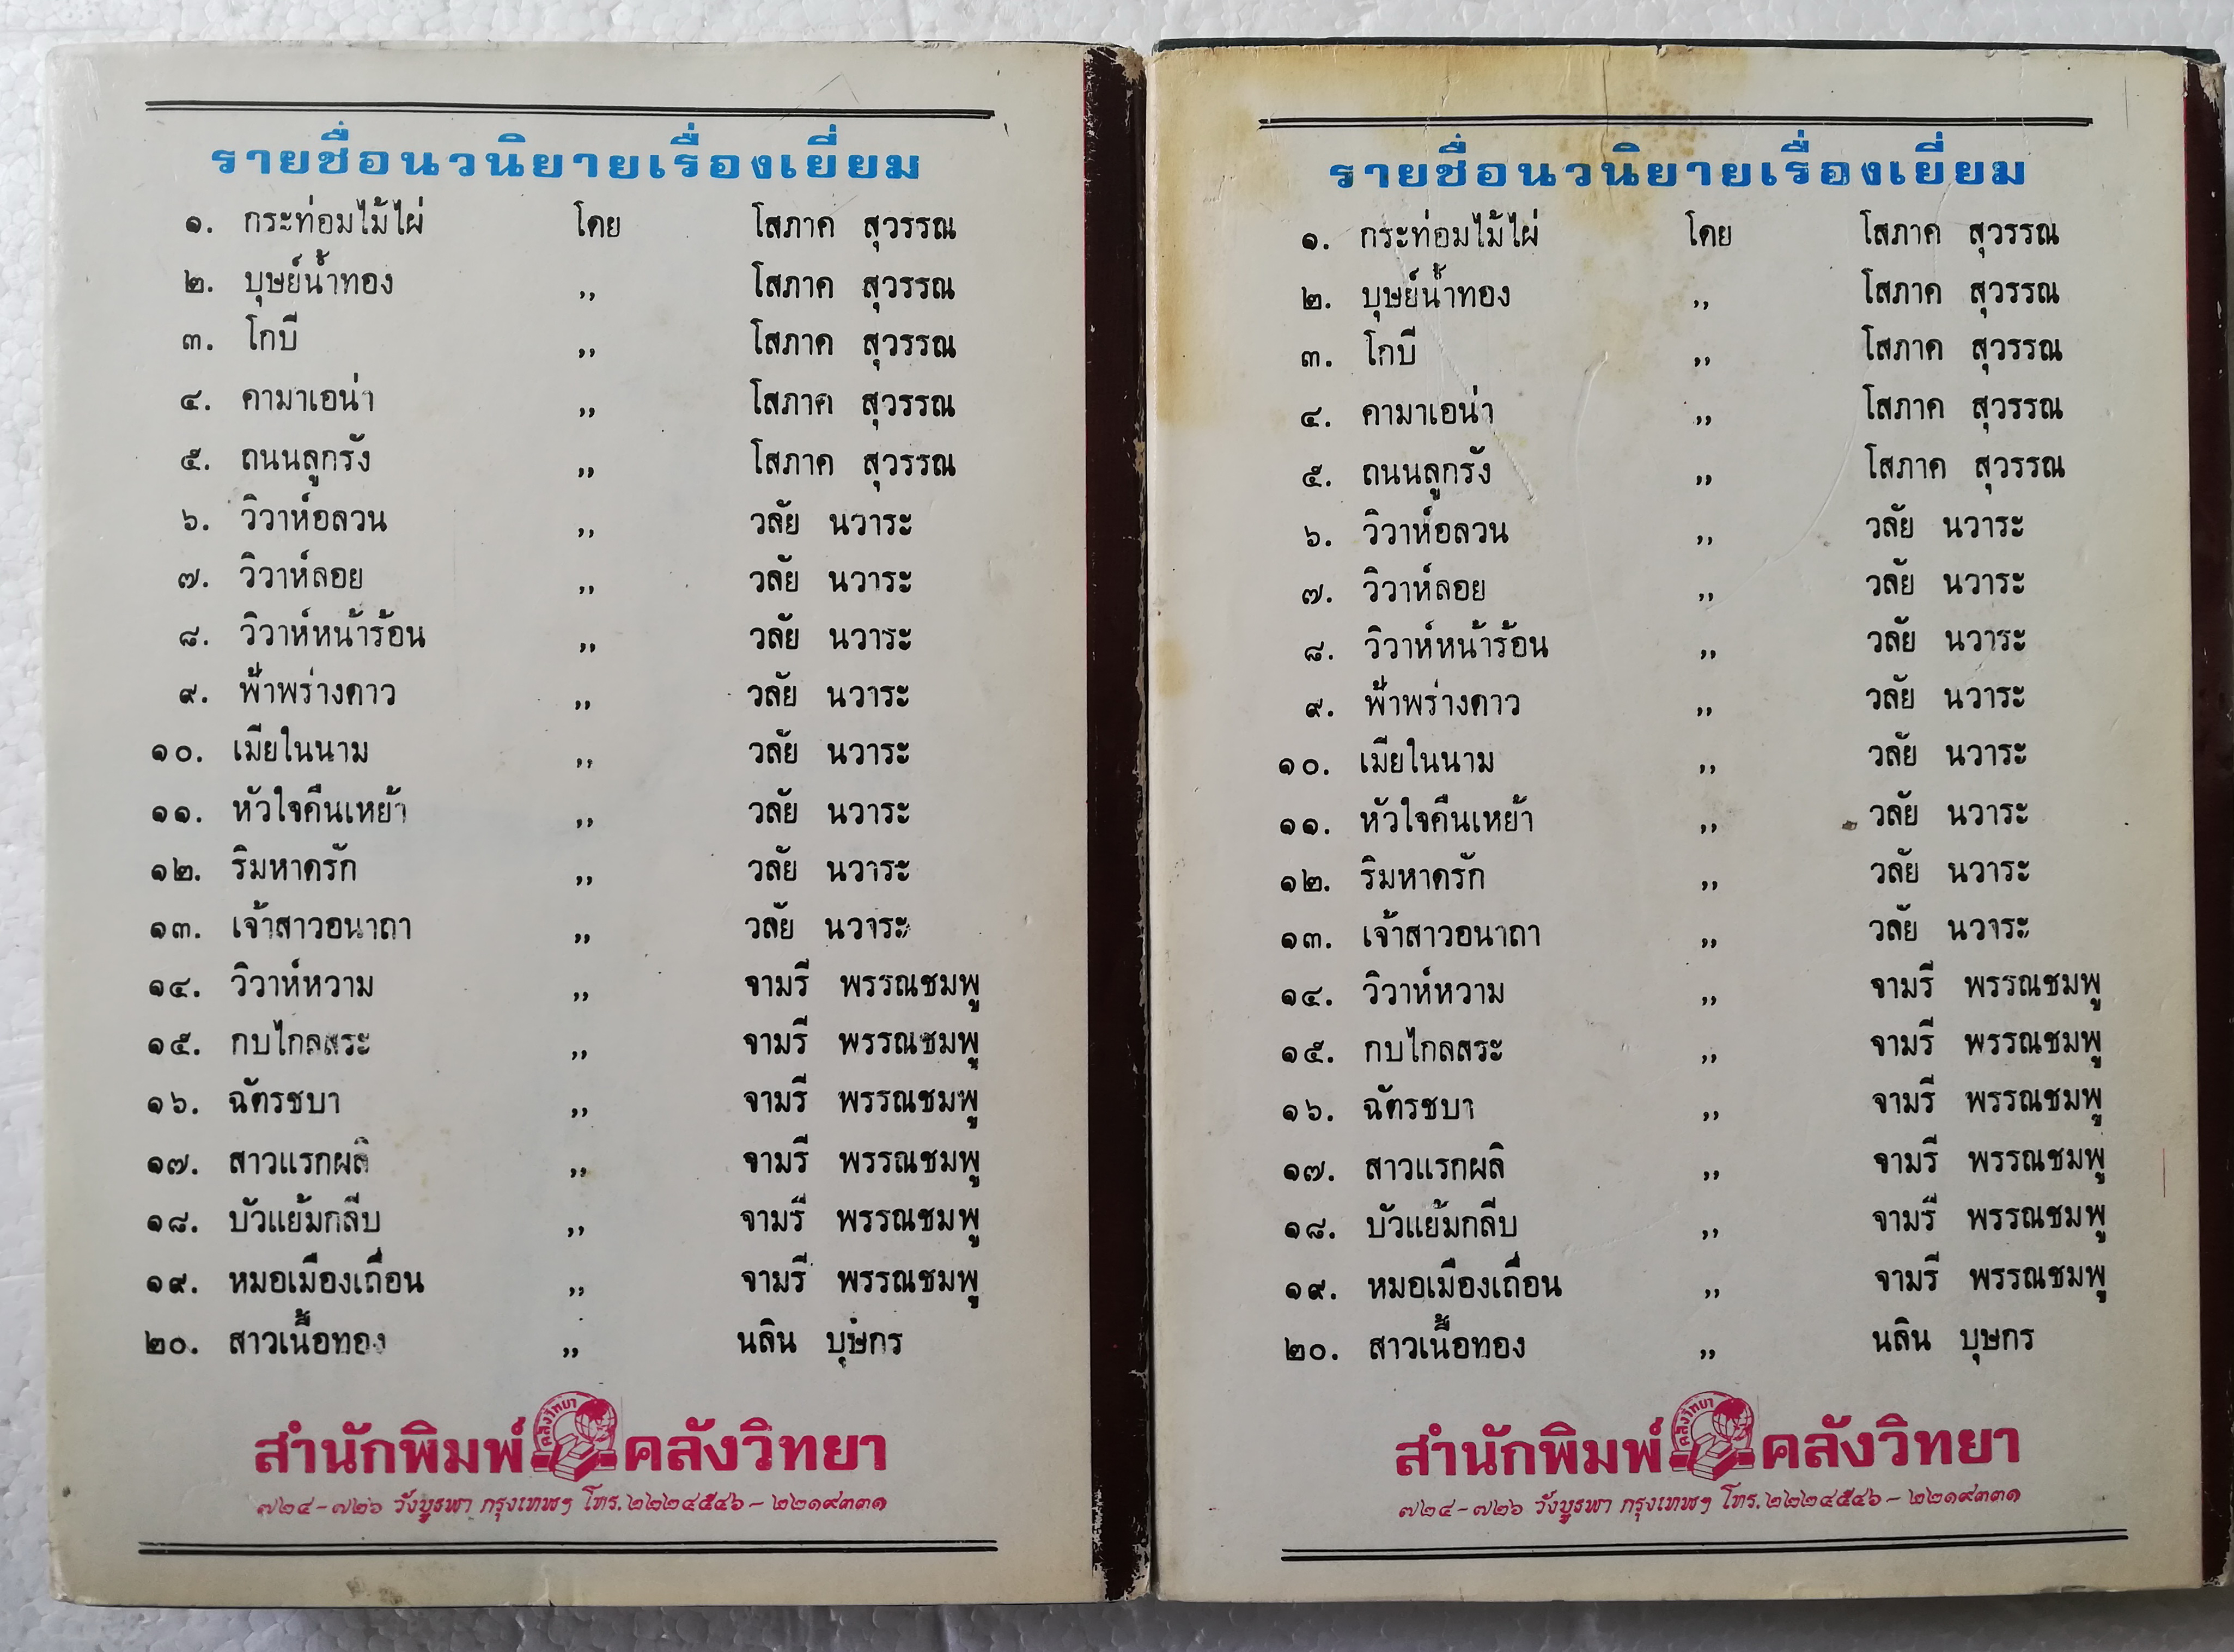 รายชื่อนวนิยายเรื่องเยี่ยม
๑. กระท่อมไม้ไผ่ โดย โสภาค สุวรรณ
๒. บุษย์น้ำทอง ,, โสภาค สุวรรณ
๓. โกบี ,, โสภาค สุวรรณ
๔. คามาเอน่า ,, โสภาค สุวรรณ
๕. ถนนลูกรัง ,, โสภาค สุวรรณ
๖. วิวาห์อลวน ,, วลัย นวาระ
๗. วิวาห์ลอย ,, วลัย นวาระ
๘. วิวาห์หน้าร้อน ,, วลัย นวาระ
๙. ฟ้าพร่างดาว ,, วลัย นวาระ
๑๐. เมียในนาม ,, วลัย นวาระ
๑๑. หัวใจคืนเหย้า ,, วลัย นวาระ
๑๒. ริมหาดรัก ,, วลัย นวาระ
๑๓. เจ้าสาวอนาถา ,, วลัย นวาระ
๑๔. วิวาห์หวาม ,, จามรี พรรณชมพู
๑๕. กบไกลสระ ,, จามรี พรรณชมพู
๑๖. ฉัตรชบา ,, จามรี พรรณชมพู
๑๗. สาวแรกผลิ ,, จามรี พรรณชมพู
๑๘. บัวแย้มกลีบ ,, จามรี พรรณชมพู
๑๙. หมอเมืองเถื่อน ,, จามรี พรรณชมพู
๒๐. สาวเนื้อทอง ,, นลิน บุษกร
สำนักพิมพ์ คลังวิทยา คลังวิทยา
๗๒๔-๗๒๖ วังบูรพา กรุงเทพฯ โทร. ๒๒๒๔๕๔๖-๒๒๑๙๓๓๑
รายชื่อนวนิยายเรื่องเยี่ยม
๑. กระท่อมไม้ไผ่ โดย โสภาค สุวรรณ
๒. บุษย์น้ำทอง ,, โสภาค สุวรรณ
๓. โกบี ,, โสภาค สุวรรณ
๔. คามาเอน่า ,, โสภาค สุวรรณ
๕. ถนนลูกรัง ,, โสภาค สุวรรณ
๖. วิวาห์อลวน ,, วลัย นวาระ
๗. วิวาห์ลอย ,, วลัย นวาระ
๘. วิวาห์หน้าร้อน ,, วลัย นวาระ
๙. ฟ้าพร่างดาว ,, วลัย นวาระ
๑๐. เมียในนาม ,, วลัย นวาระ
๑๑. หัวใจคืนเหย้า ,, วลัย นวาระ
๑๒. ริมหาดรัก ,, วลัย นวาระ
๑๓. เจ้าสาวอนาถา ,, วลัย นวาระ
๑๔. วิวาห์หวาม ,, จามรี พรรณชมพู
๑๕. กบไกลสระ ,, จามรี พรรณชมพู
๑๖. ฉัตรชบา ,, จามรี พรรณชมพู
๑๗. สาวแรกผลิ ,, จามรี พรรณชมพู
๑๘. บัวแย้มกลีบ ,, จามรี พรรณชมพู
๑๙. หมอเมืองเถื่อน ,, จามรี พรรณชมพู
๒๐. สาวเนื้อทอง ,, นลิน บุษกร
สำนักพิมพ์ คลังวิทยา คลังวิทยา
๗๒๔-๗๒๖ วังบูรพา กรุงเทพฯ โทร. ๒๒๒๔๕๔๖-๒๒๑๙๓๓๑